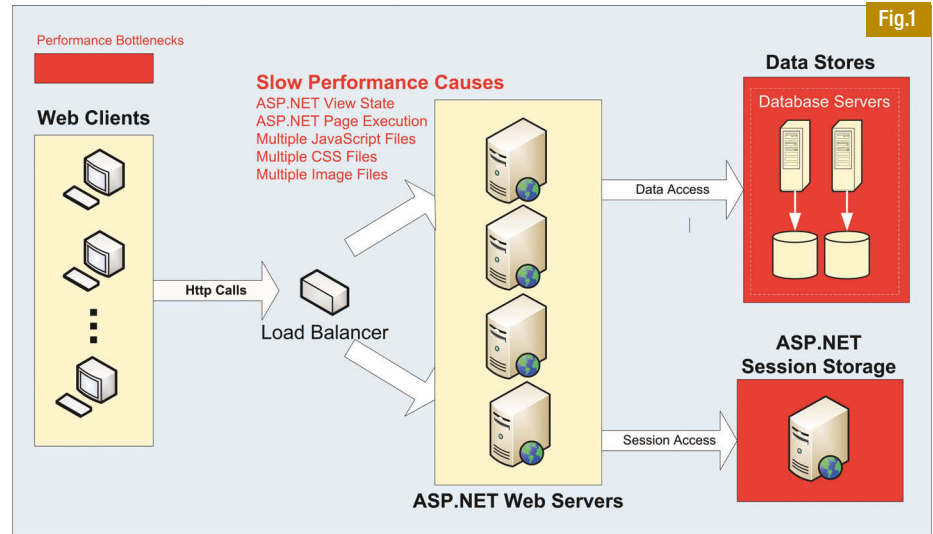 Fig.1
Performance Bottlenecks
Web Clients
Slow Performance Causes
ASP.NET View State
ASP.NET Page Execution
Multiple JavaScript Files
Multiple CSS Files
Multiple Image Files
Http Calls
Load Balancer
ASP.NET Web Servers
Data Access
Data Stores
Database Servers
Session Access
ASP.NET
Session Storage